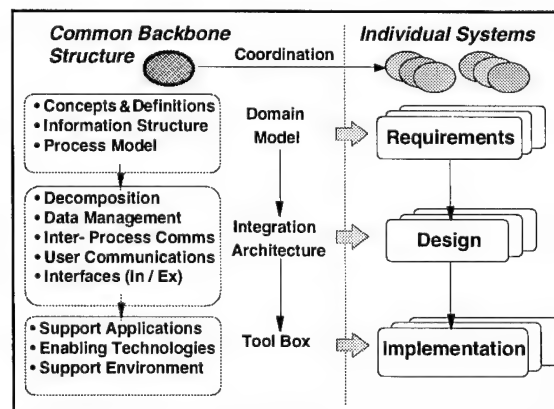 Common Backbone
Structure
Coordination
Individual Systems
• Concepts & Definitions
• Information Structure
• Process Model
Domain
Model
Requirements
• Decomposition
• Data Management
• Inter- Process Comms
• User Communications
• Interfaces (In / Ex)
Integration
Architecture
Design
• Support Applications
• Enabling Technologies
• Support Environment
Tool Box
Implementation